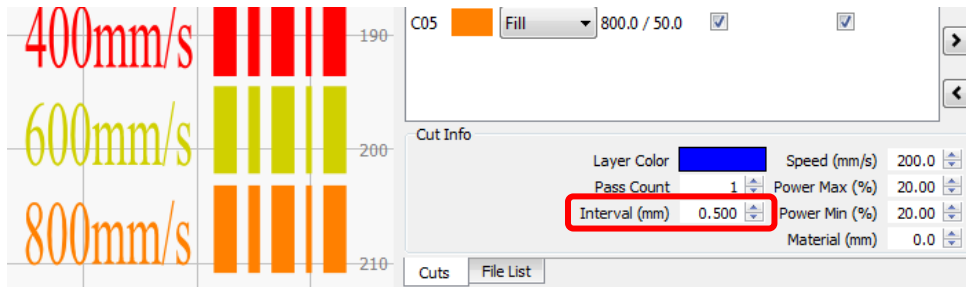 400mm/s
190
600mm/s
200
800mm/s
210
C05 Fill 800.0 / 50.0
Cut Info
Layer Color Speed (mm/s) 200.0
Pass Count 1 Power Max (%) 20.00
Interval (mm) 0.500 Power Min (%) 20.00
Material (mm) 0.0
Cuts File List